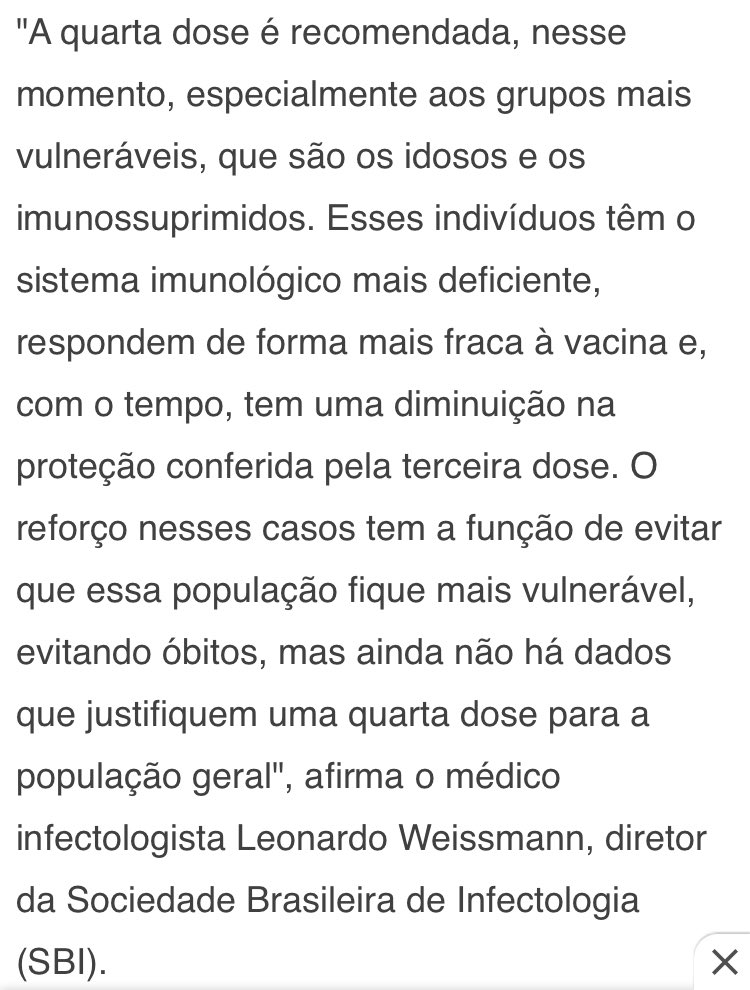 "A quarta dose é recomendada, nesse
momento, especialmente aos grupos mais
vulneráveis, que são os idosos e os
imunossuprimidos. Esses indivíduos têm o
sistema imunológico mais deficiente,
respondem de forma mais fraca à vacina e,
com o tempo, tem uma diminuição na
proteção conferida pela terceira dose. O
reforço nesses casos tem a função de evitar
que essa população fique mais vulnerável,
evitando óbitos, mas ainda não há dados
que justifiquem uma quarta dose para a
população geral", afirma o médico
infectologista Leonardo Weissmann, diretor
da Sociedade Brasileira de Infectologia
(SBI).